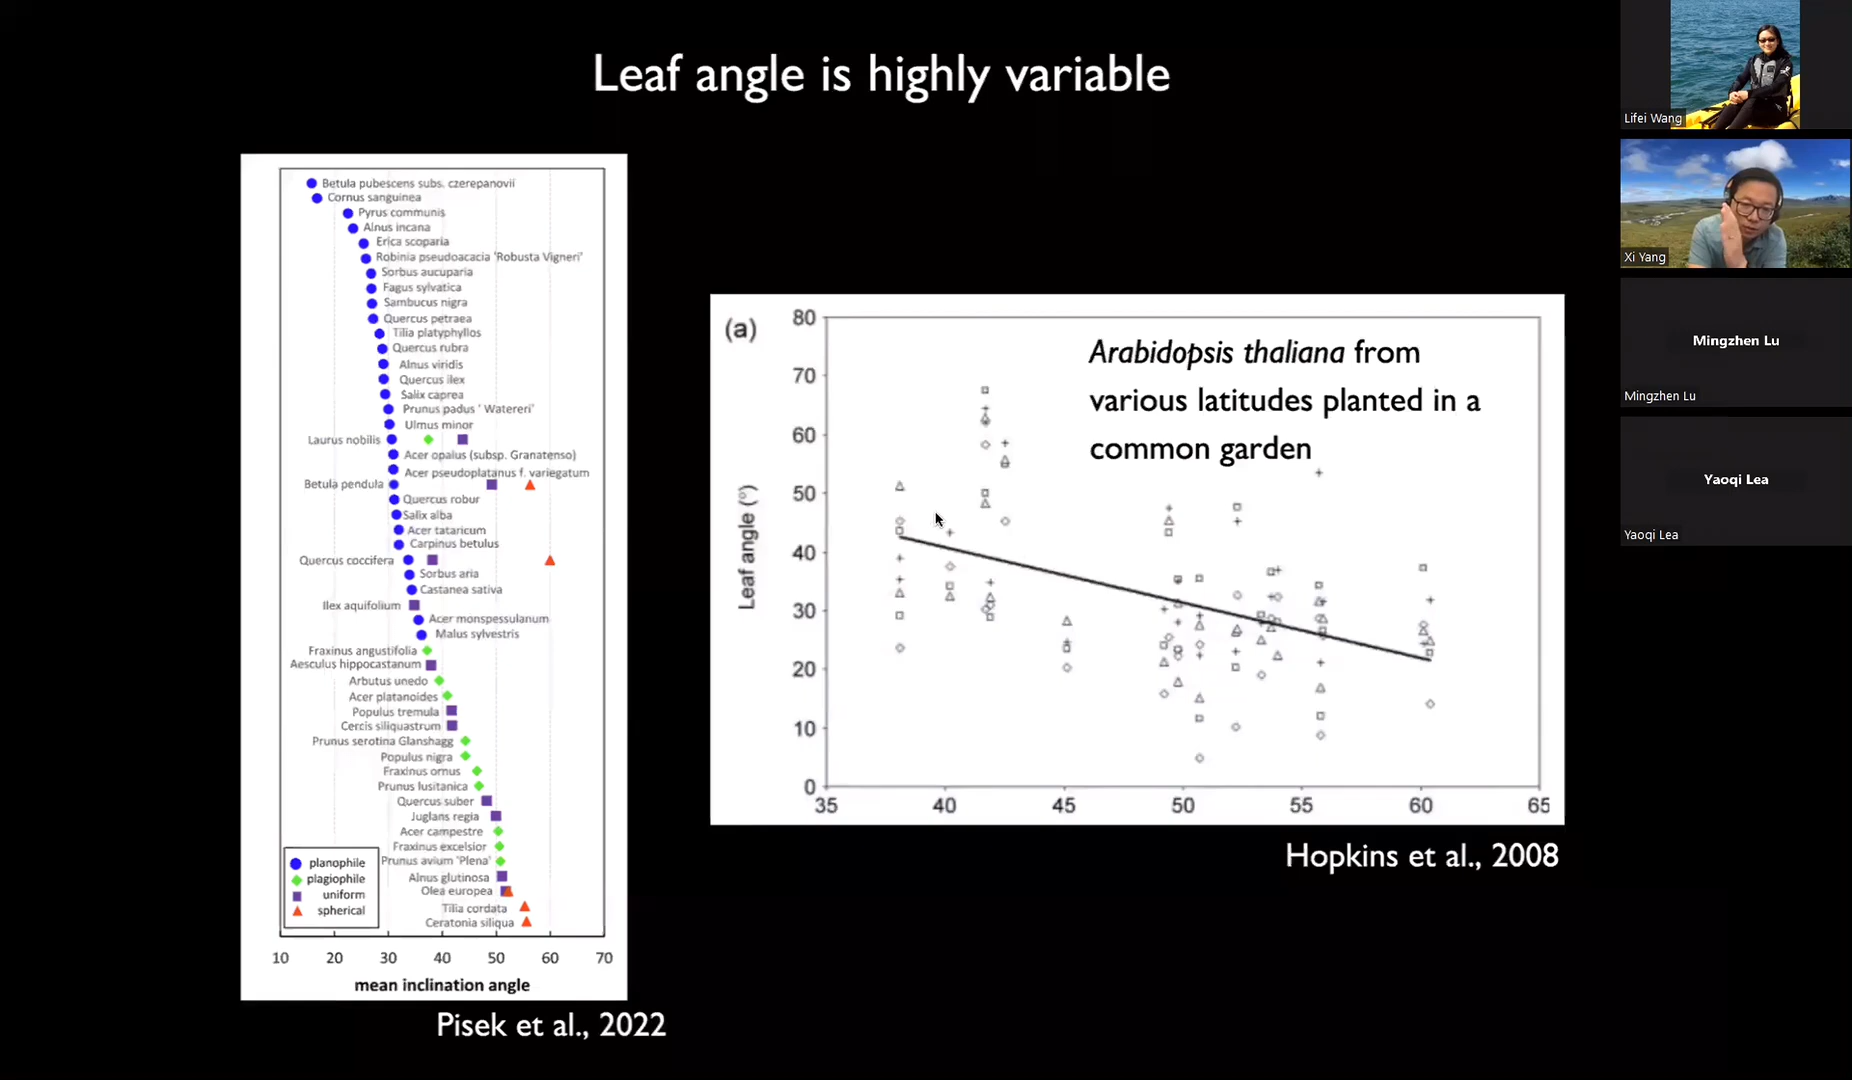 Leaf angle is highly variable
Betula pubescens subs. czerepanovii
Cornus sanguinea
Pyrus communis
Alnus incana
Erica scoparia
Robinia pseudoacacia 'Robusta Vigneri'
Sorbus aucuparia
Fagus sylvatica
Sambucus nigra
Quercus petraea
Tilia platyphyllos
Quercus rubra
Alnus viridis
Quercus ilex
Salix caprea
Prunus padus ' Watereri'
Ulmus minor
Laurus nobilis
Acer opalus (subsp. Granatenso)
Acer pseudoplatanus f. variegatum
Betula pendula
Quercus robur
Salix alba
Acer tataricum
Carpinus betulus
Quercus coccifera
Sorbus aria
Castanea sativa
Ilex aquifolium
Acer monspessulanum
Malus sylvestris
Fraxinus angustifolia
Aesculus hippocastanum
Arbutus unedo
Acer platanoides
Populus tremula
Cercis siliquastrum
Prunus serotina Glanshagg
Populus nigra
Fraxinus ornus
Prunus lusitanica
Quercus suber
Juglans regia
Acer campestre
Fraxinus excelsior
Prunus avium 'Plena'
Alnus glutinosa
Olea europea
Tilia cordata
Ceratonia siliqua
planophile
plagiophile
uniform
spherical
10 20 30 40 50 60 70
mean inclination angle
Pisek et al., 2022
(a)
Arabidopsis thaliana from
various latitudes planted in a
common garden
Leaf angle (°)
80
70
60
50
40
30
20
10
0
35 40 45 50 55 60 65
Hopkins et al., 2008
Lifei Wang
Xi Yang
Mingzhen Lu
Mingzhen Lu
Yaoqi Lea
Yaoqi Lea